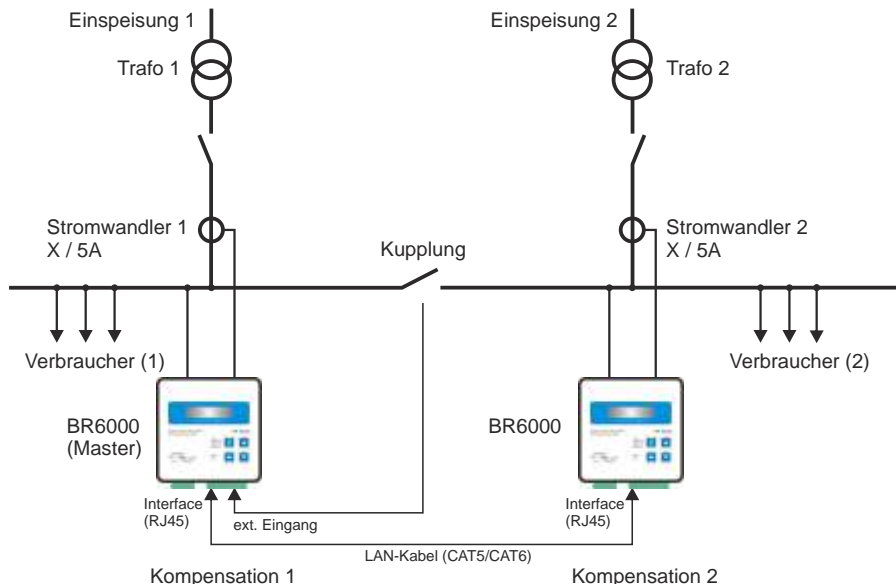 Einspeisung 1
Einspeisung 2
Trafo 1
Trafo 2
Stromwandler 1
X / 5A
Kupplung
Stromwandler 2
X / 5A
Verbraucher (1)
Verbraucher (2)
BR6000
(Master)
BR6000
Interface
(RJ45)
ext. Eingang
Interface
(RJ45)
LAN-Kabel (CAT5/CAT6)
Kompensation 1
Kompensation 2